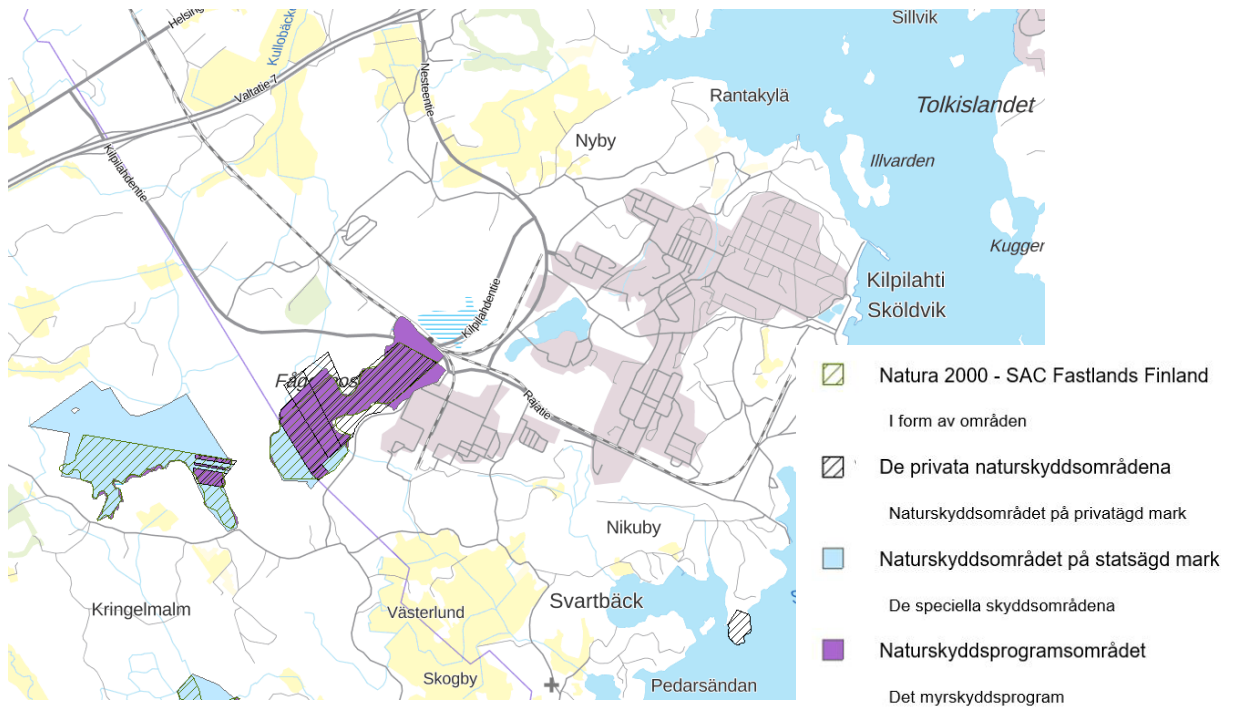 Sillvik
Helsing
Kullobäcke
Valtatie 7
Nesteentie
Rantakylä
Tolkislandet
Nyby
Illvarden
Kilpilahdentie
Kugger
Kilpilahti
Sköldvik
Kilpilahdentie
Rajatie
Natura 2000 - SAC Fastlands Finland
I form av områden
De privata naturskyddsområdena
Naturskyddsområdet på privatägd mark
Naturskyddsområdet på statsägd mark
De speciella skyddsområdena
Naturskyddsprogramsområdet
Det myrskyddsprogram
Nikuby
Kringelmalm
Västerlund
Svartbäck
Skogby
Pedarsändan